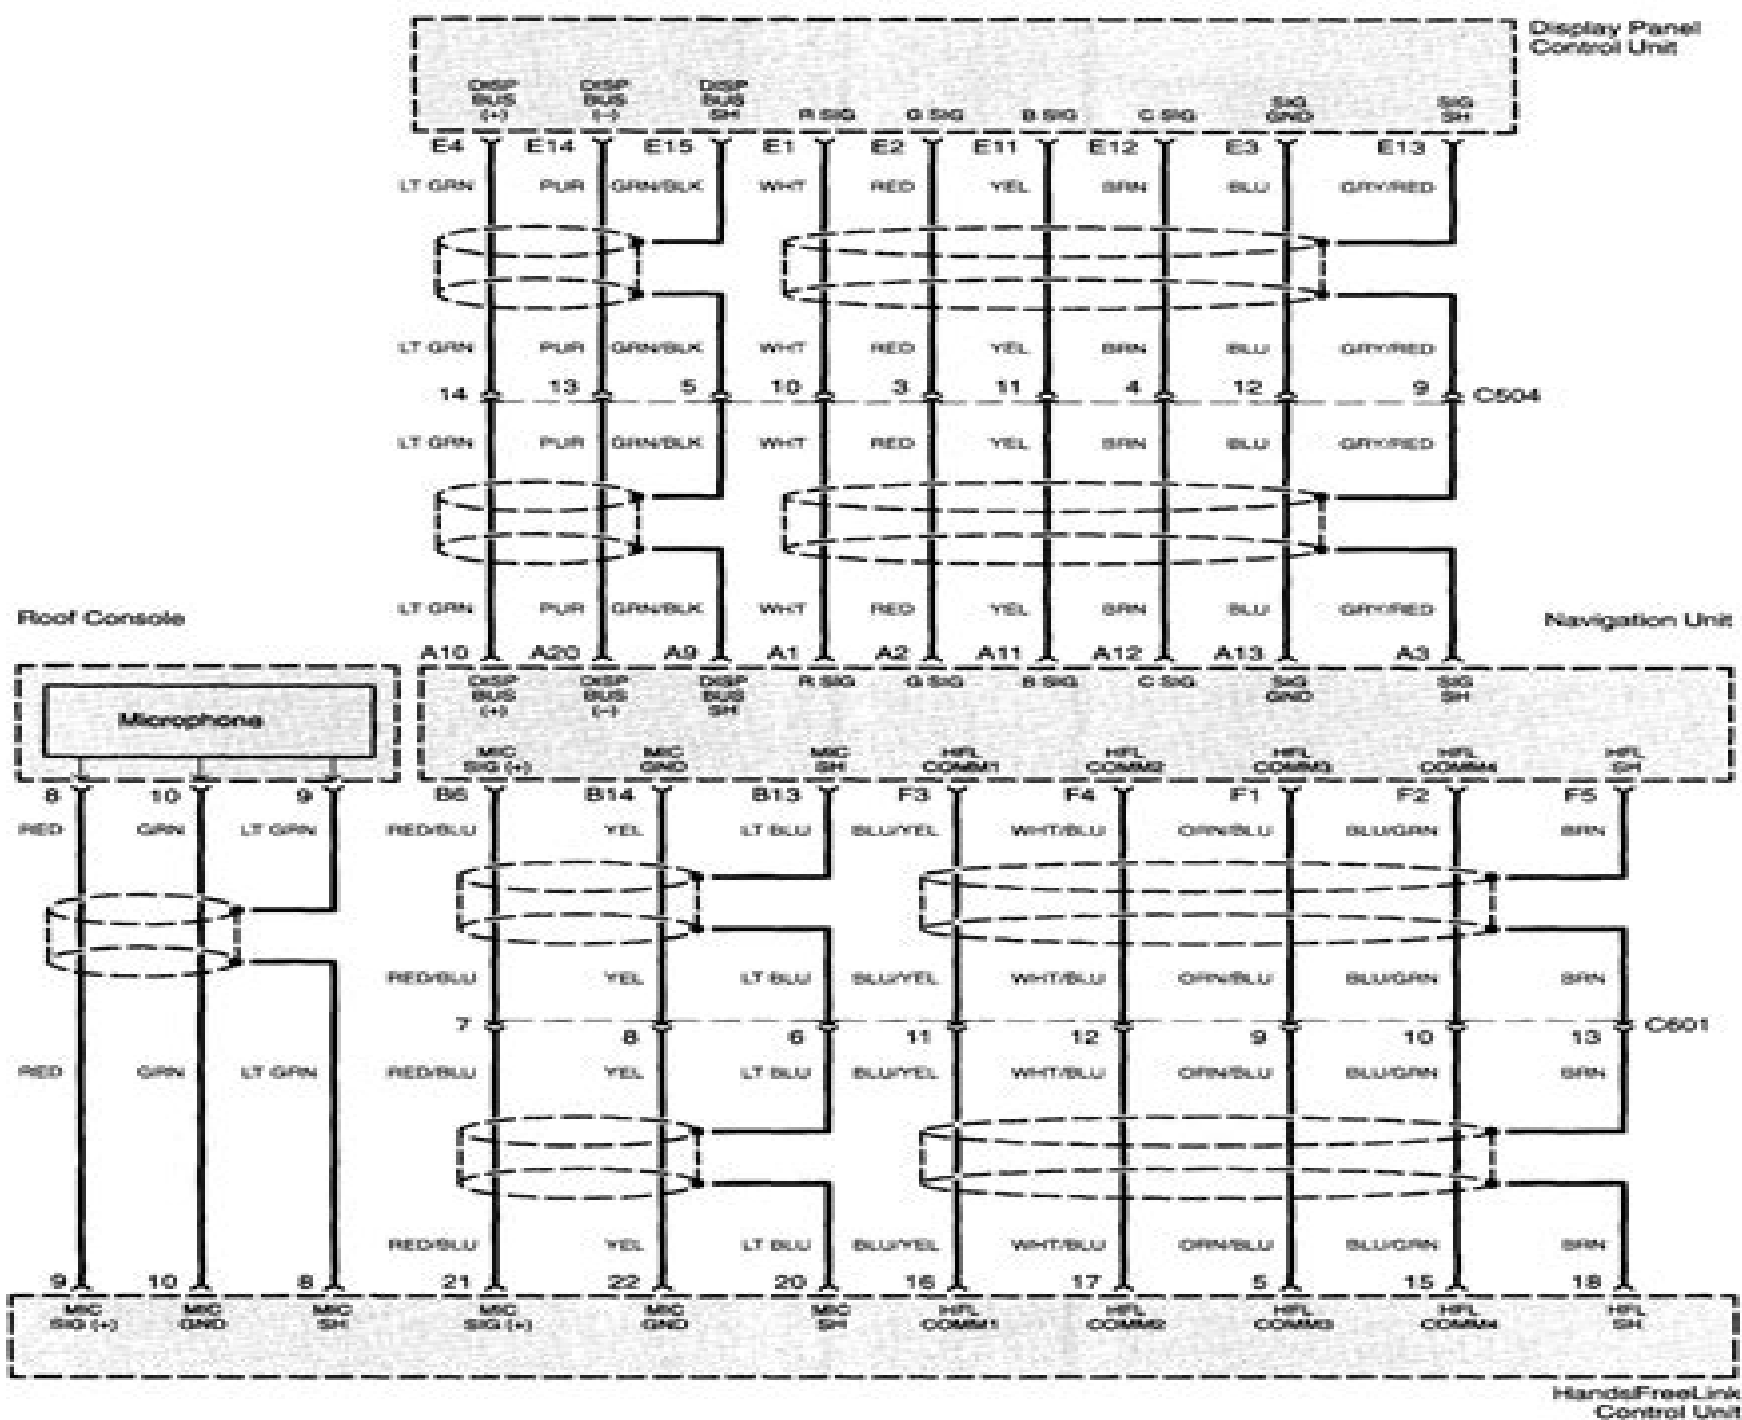 Display Panel
Control Unit
DISP DISP DISP
BUS BUS BUS SIG SIG
(+) (–) SH R SIG G SIG B SIG C SIG GND SH
E4 E14 E15 E1 E2 E11 E12 E3 E13
LT GRN PUR GRN/BLK WHT RED YEL BRN BLU GRY/RED
LT GRN PUR GRN/BLK WHT RED YEL BRN BLU GRY/RED
14 13 5 10 3 11 4 12 9 C504
LT GRN PUR GRN/BLK WHT RED YEL BRN BLU GRY/RED
LT GRN PUR GRN/BLK WHT RED YEL BRN BLU GRY/RED
Roof Console Navigation Unit
A10 A20 A9 A1 A2 A11 A12 A13 A3
DISP DISP DISP R SIG G SIG B SIG C SIG SIG SIG
BUS BUS BUS GND SH
(+) (–) SH
Microphone
MIC MIC MIC HFL HFL HFL HFL HFL
SIG (+) GND SH COMM1 COMM2 COMM3 COMM4 SH
8 10 9 B6 B14 B13 F3 F4 F1 F2 F5
RED GRN LT GRN RED/BLU YEL LT BLU BLU/YEL WHT/BLU ORN/BLU BLU/GRN BRN
RED/BLU YEL LT BLU BLU/YEL WHT/BLU ORN/BLU BLU/GRN BRN
7 8 6 11 12 9 10 13 C501
RED GRN LT GRN RED/BLU YEL LT BLU BLU/YEL WHT/BLU ORN/BLU BLU/GRN BRN
RED/BLU YEL LT BLU BLU/YEL WHT/BLU ORN/BLU BLU/GRN BRN
9 10 8 21 22 20 16 17 5 15 18
MIC MIC MIC MIC MIC MIC HFL HFL HFL HFL HFL
SIG (+) GND SH SIG (+) GND SH COMM1 COMM2 COMM3 COMM4 SH
HandsFreeLink
Control Unit